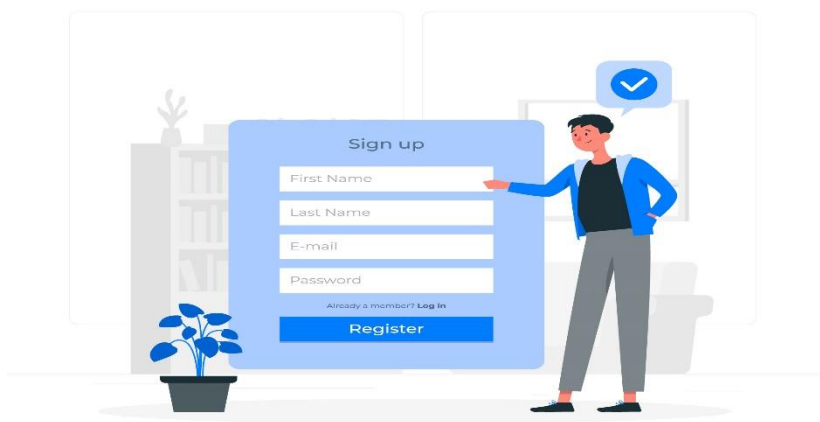 Sign up
First Name
Last Name
E-mail
Password
Already a member? Log in
Register